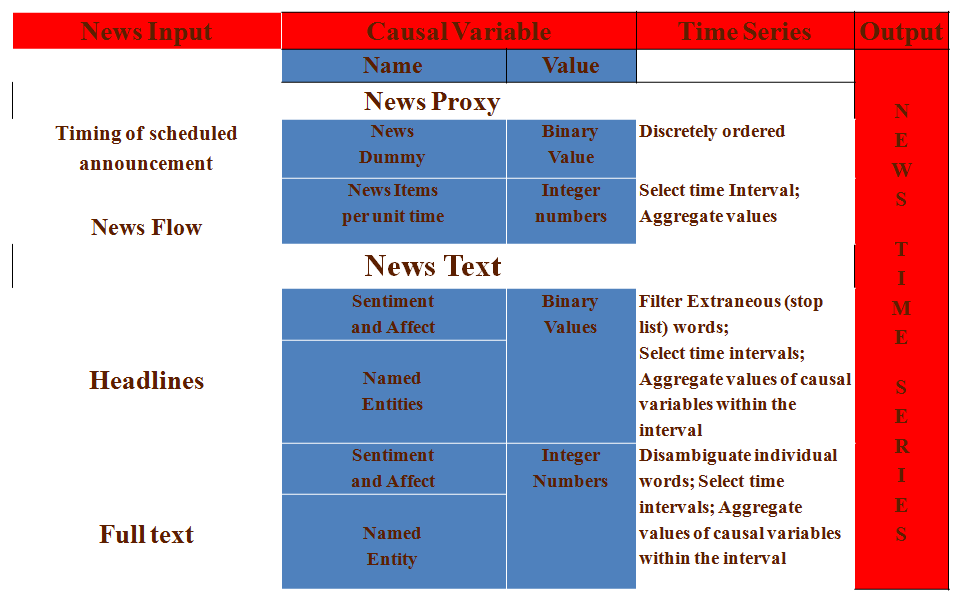 News Input Causal Variable Time Series Output
Name Value
News Proxy
Timing of scheduled
announcement
News
Dummy
Binary
Value
Discretely ordered
News Flow
News Items
per unit time
Integer
numbers
Select time Interval;
Aggregate values
News Text
Headlines
Sentiment
and Affect
Named
Entities
Binary
Values
Filter Extraneous (stop
list) words;
Select time intervals;
Aggregate values of causal
variables within the
interval
Full text
Sentiment
and Affect
Named
Entity
Integer
Numbers
Disambiguate individual
words; Select time
intervals; Aggregate
values of causal variables
within the interval
N
E
W
S
T
I
M
E
S
E
R
I
E
S